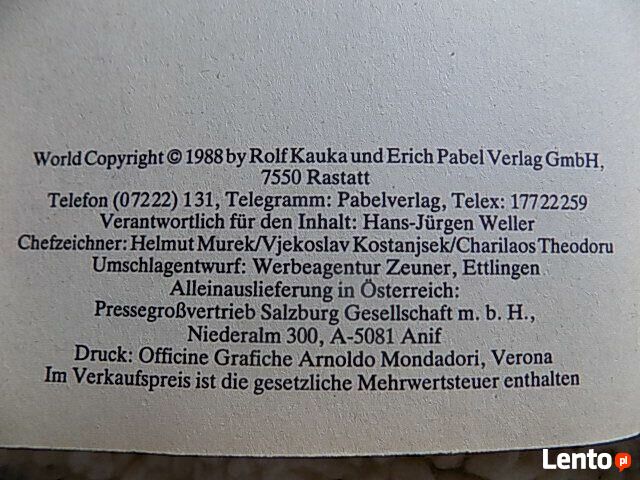 World Copyright © 1988 by Rolf Kauka und Erich Pabel Verlag GmbH,
7550 Rastatt
Telefon (07222) 131, Telegramm: Pabelverlag, Telex: 17722259
Verantwortlich für den Inhalt: Hans-Jürgen Weller
Chefzeichner: Helmut Murek/Vjekoslav Kostanjsek/Charilaos Theodoru
Umschlagentwurf: Werbeagentur Zeuner, Ettlingen
Alleinauslieferung in Österreich:
Pressegroßvertrieb Salzburg Gesellschaft m. b. H.,
Niederalm 300, A-5081 Anif
Druck: Officine Grafiche Arnoldo Mondadori, Verona
Im Verkaufspreis ist die gesetzliche Mehrwertsteuer enthalten
Lento.pl